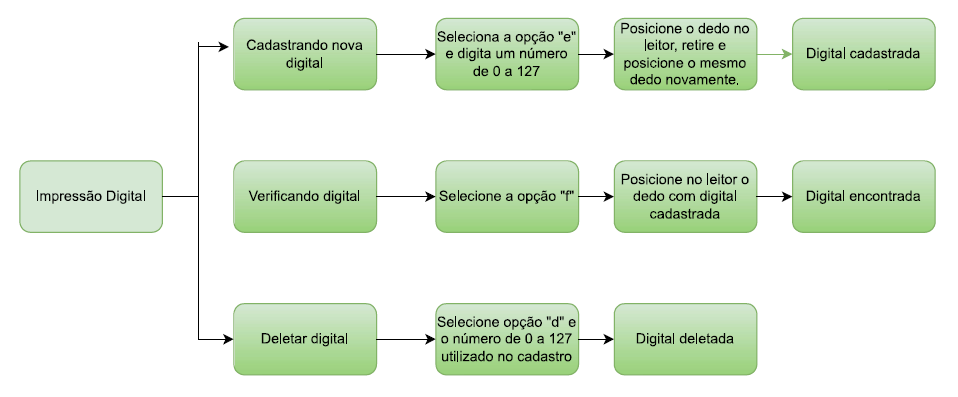 Impressão Digital
Cadastrando nova
digital
Seleciona a opção "e"
e digita um número
de 0 a 127
Posicione o dedo no
leitor, retire e
posicione o mesmo
dedo novamente.
Digital cadastrada
Verificando digital
Selecione a opção "f"
Posicione no leitor o
dedo com digital
cadastrada
Digital encontrada
Deletar digital
Selecione opção "d" e
o número de 0 a 127
utilizado no cadastro
Digital deletada